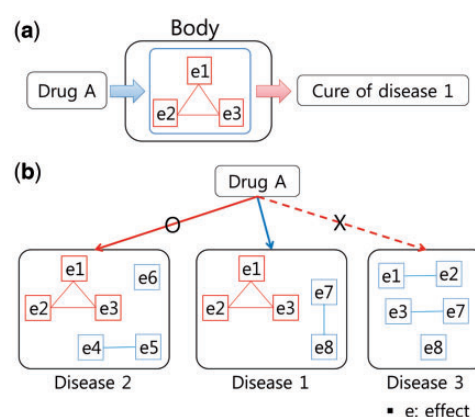 (a)
Body
Drug A
e1
e2
e3
Cure of disease 1
(b)
Drug A
O
X
e1
e2
e3
e6
e4
e5
Disease 2
e1
e2
e3
e7
e8
Disease 1
e1
e2
e3
e7
e8
Disease 3
▪ e: effect